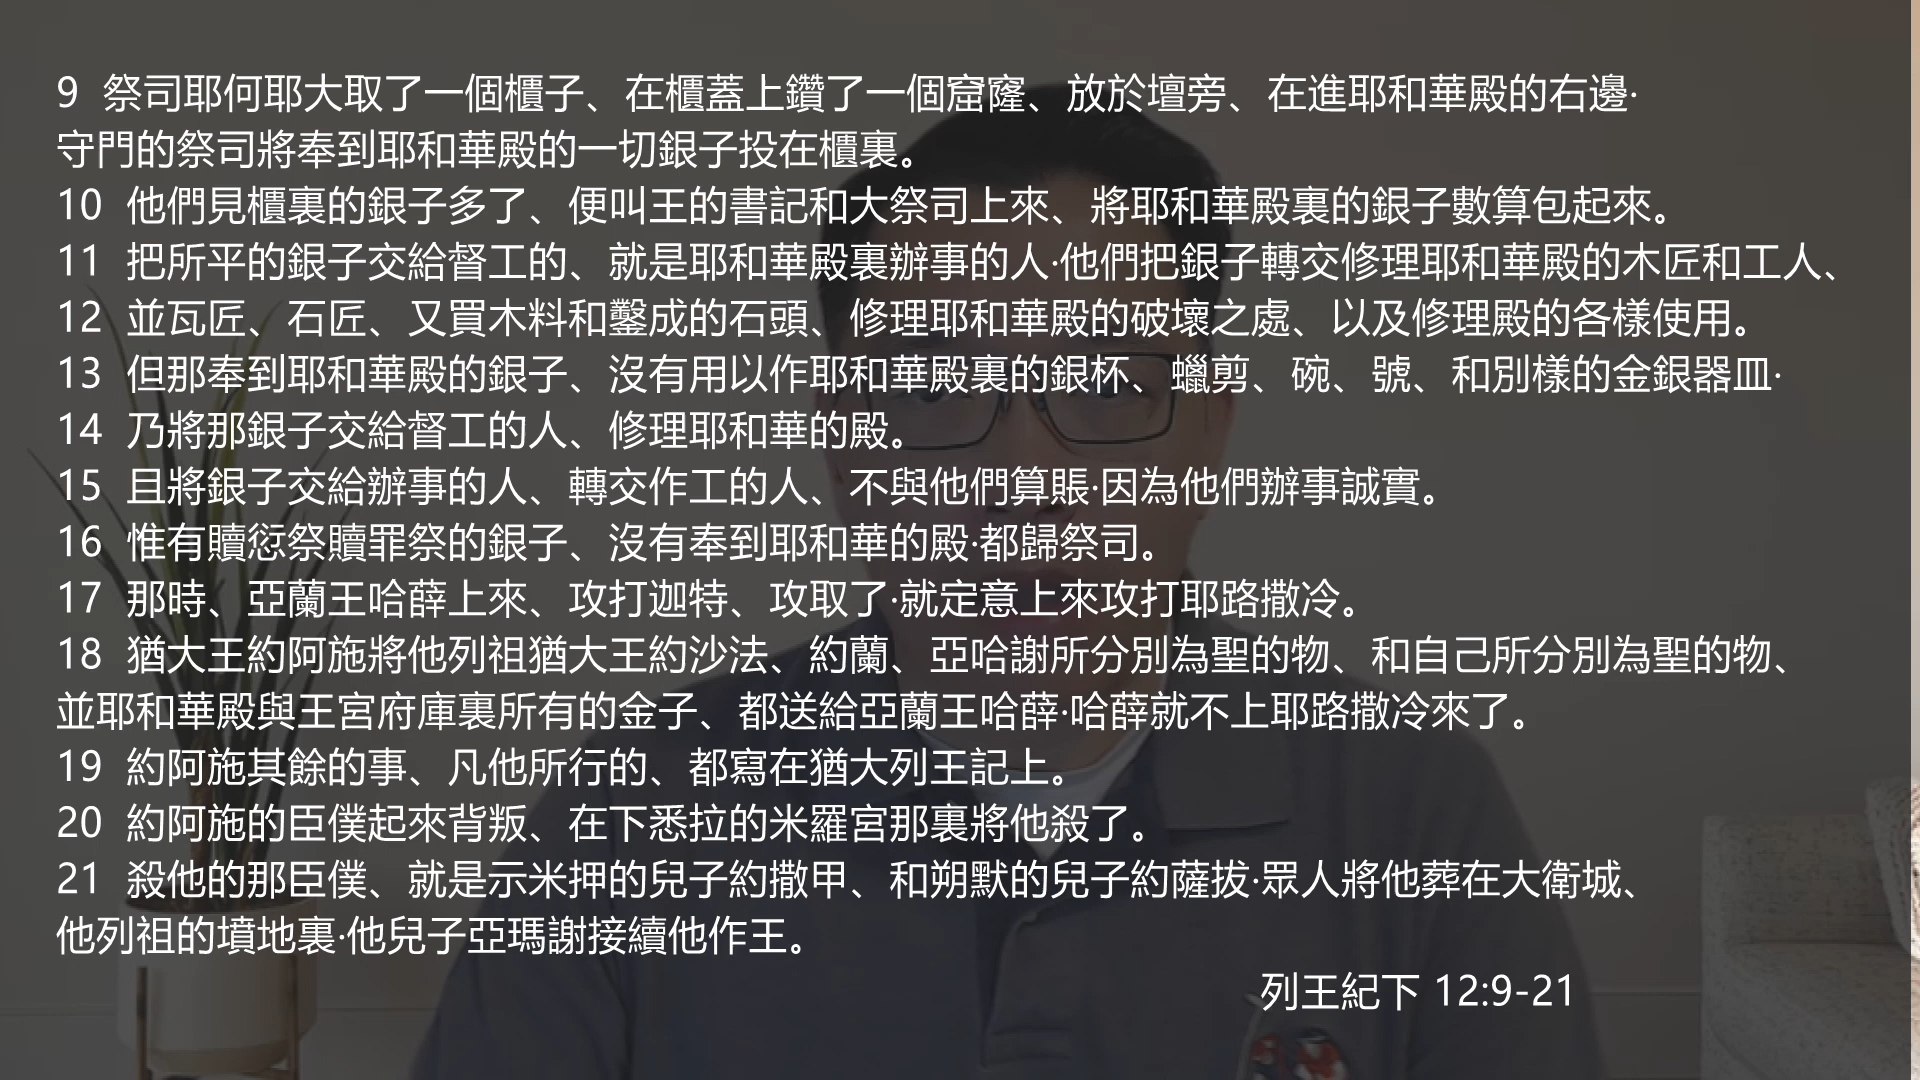 9 祭司耶何耶大取了一個櫃子、在櫃蓋上鑽了一個窟窿、放於壇旁、在進耶和華殿的右邊·
守門的祭司將奉到耶和華殿的一切銀子投在櫃裏。
10 他們見櫃裏的銀子多了、便叫王的書記和大祭司上來、將耶和華殿裏的銀子數算包起來。
11 把所平的銀子交給督工的、就是耶和華殿裏辦事的人·他們把銀子轉交修理耶和華殿的木匠和工人、
12 並瓦匠、石匠、又買木料和鑿成的石頭、修理耶和華殿的破壞之處、以及修理殿的各樣使用。
13 但那奉到耶和華殿的銀子、沒有用以作耶和華殿裏的銀杯、蠟剪、碗、號、和別樣的金銀器皿·
14 乃將那銀子交給督工的人、修理耶和華的殿。
15 且將銀子交給辦事的人、轉交作工的人、不與他們算賬·因為他們辦事誠實。
16 惟有贖愆祭贖罪祭的銀子、沒有奉到耶和華的殿·都歸祭司。
17 那時、亞蘭王哈薛上來、攻打迦特、攻取了·就定意上來攻打耶路撒冷。
18 猶大王約阿施將他列祖猶大王約沙法、約蘭、亞哈謝所分別為聖的物、和自己所分別為聖的物、
並耶和華殿與王宮府庫裏所有的金子、都送給亞蘭王哈薛·哈薛就不上耶路撒冷來了。
19 約阿施其餘的事、凡他所行的、都寫在猶大列王記上。
20 約阿施的臣僕起來背叛、在下悉拉的米羅宮那裏將他殺了。
21 殺他的那臣僕、就是示米押的兒子約撒甲、和朔默的兒子約薩拔·眾人將他葬在大衛城、
他列祖的墳地裏·他兒子亞瑪謝接續他作王。
列王紀下 12:9-21